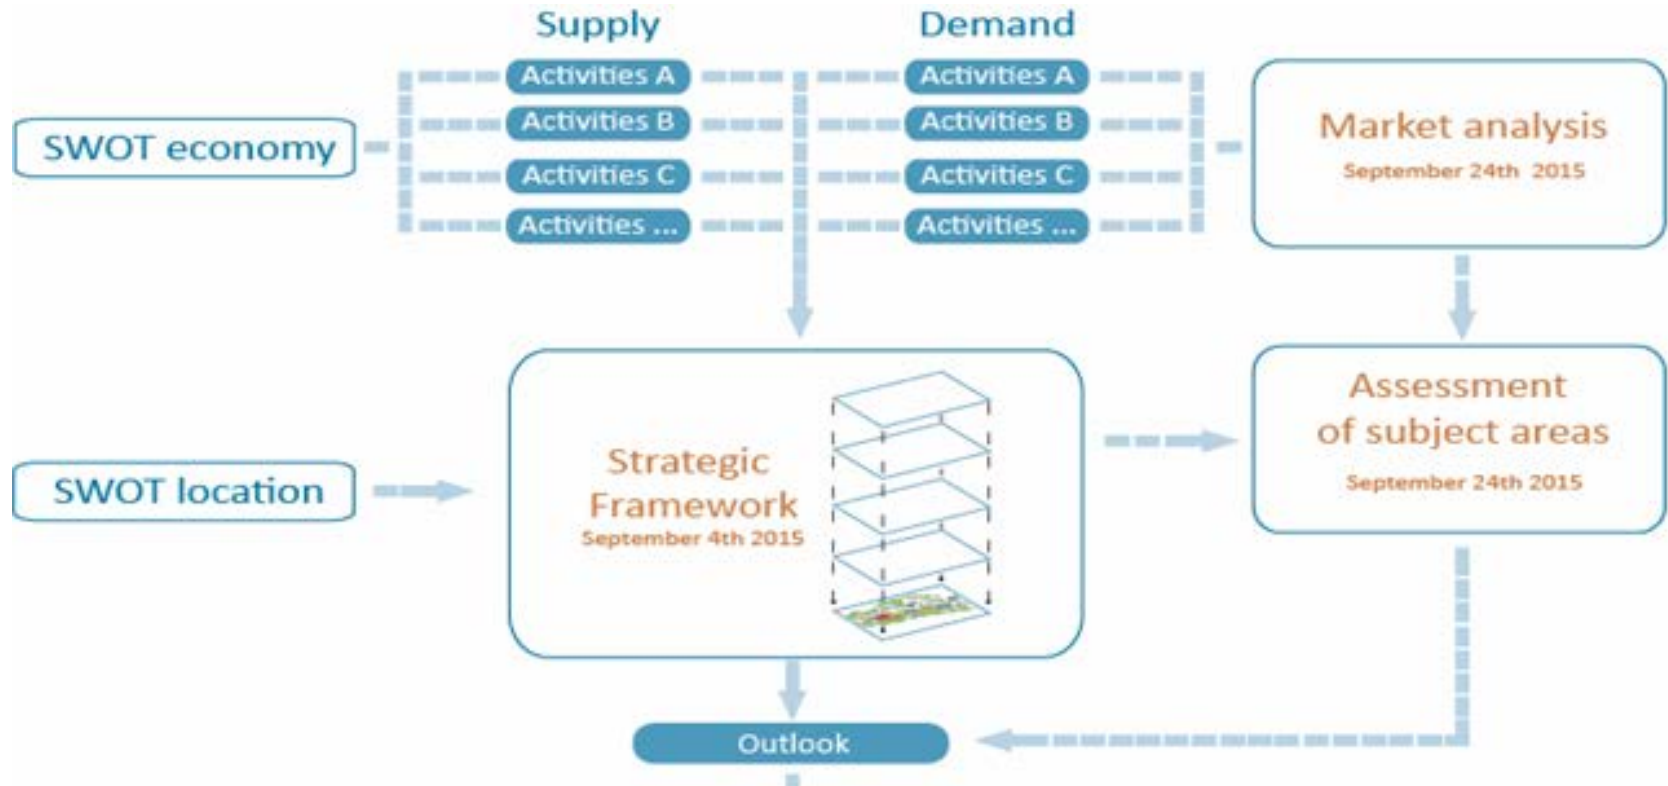 Supply
Demand
Activities A
Activities A
Activities B
Activities B
Activities C
Activities C
Activities ...
Activities ...
SWOT economy
Market analysis
September 24th 2015
SWOT location
Strategic
Framework
September 4th 2015
Assessment
of subject areas
September 24th 2015
Outlook